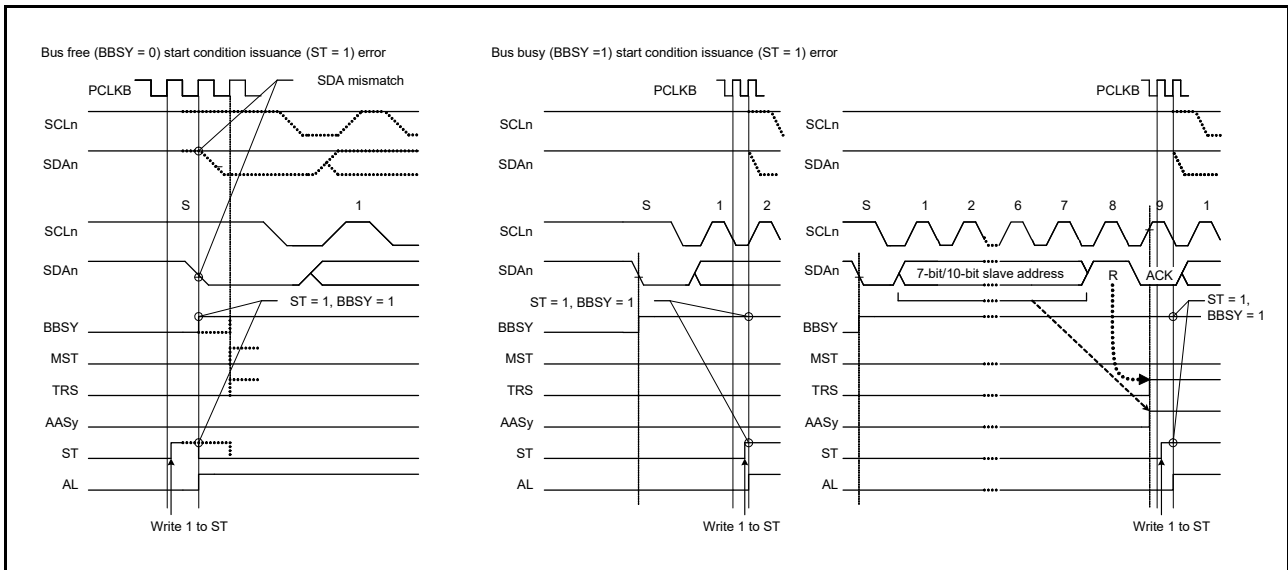 Bus free (BBSY = 0) start condition issuance (ST = 1) error
PCLKB
SDA mismatch
SCLn
SDAn
S 1
SCLn
SDAn
ST = 1, BBSY = 1
BBSY
MST
TRS
AASy
ST
AL
Write 1 to ST
Bus busy (BBSY =1) start condition issuance (ST = 1) error
PCLKB
SCLn
SDAn
S 1 2
SCLn
SDAn
ST = 1, BBSY = 1
BBSY
MST
TRS
AASy
ST
AL
Write 1 to ST
PCLKB
SCLn
SDAn
S 1 2 6 7 8 9 1
SCLn
SDAn
7-bit/10-bit slave address
R
ACK
ST = 1,
BBSY = 1
BBSY
MST
TRS
AASy
ST
AL
Write 1 to ST